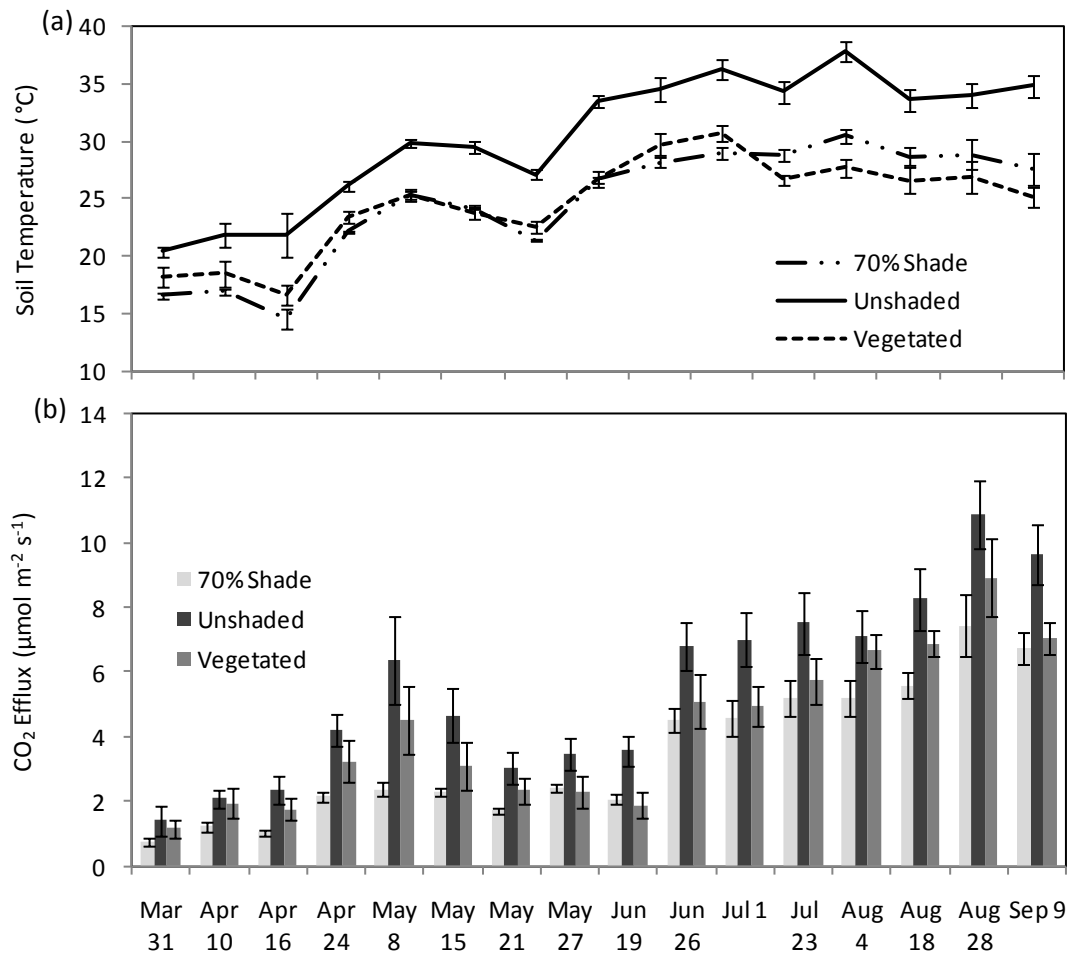 (a)
40
35
30
25
20
15
10
Soil Temperature (°C)
70% Shade
Unshaded
Vegetated
(b)
14
12
10
8
6
4
2
0
CO₂ Efflux (µmol m⁻² s⁻¹)
70% Shade
Unshaded
Vegetated
Mar Apr Apr Apr May May May May Jun Jun Jul 1 Jul Aug Aug Aug Sep 9
31 10 16 24 8 15 21 27 19 26 23 4 18 28